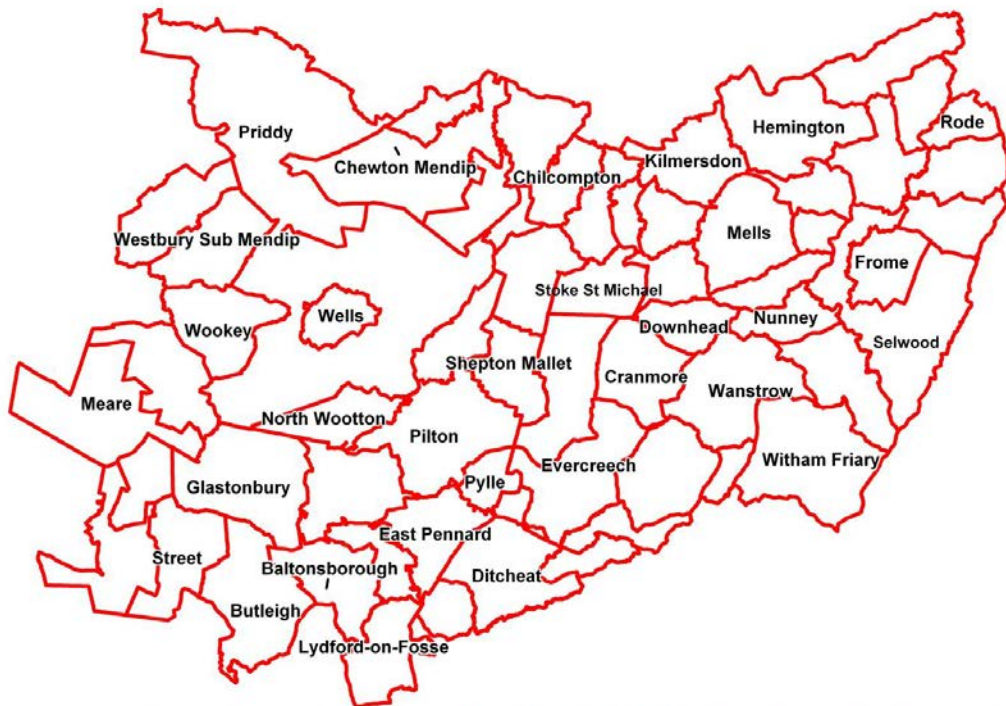 Hemington
Rode
Priddy
Chewton Mendip
Chilcompton
Kilmersdon
Westbury Sub Mendip
Mells
Frome
Wells
Stoke St Michael
Wookey
Downhead
Nunney
Selwood
Shepton Mallet
Cranmore
Wanstrow
Meare
North Wootton
Pilton
Evercreech
Witham Friary
Glastonbury
Pylle
East Pennard
Street
Baltonsborough
Ditcheat
Butleigh
Lydford-on-Fosse